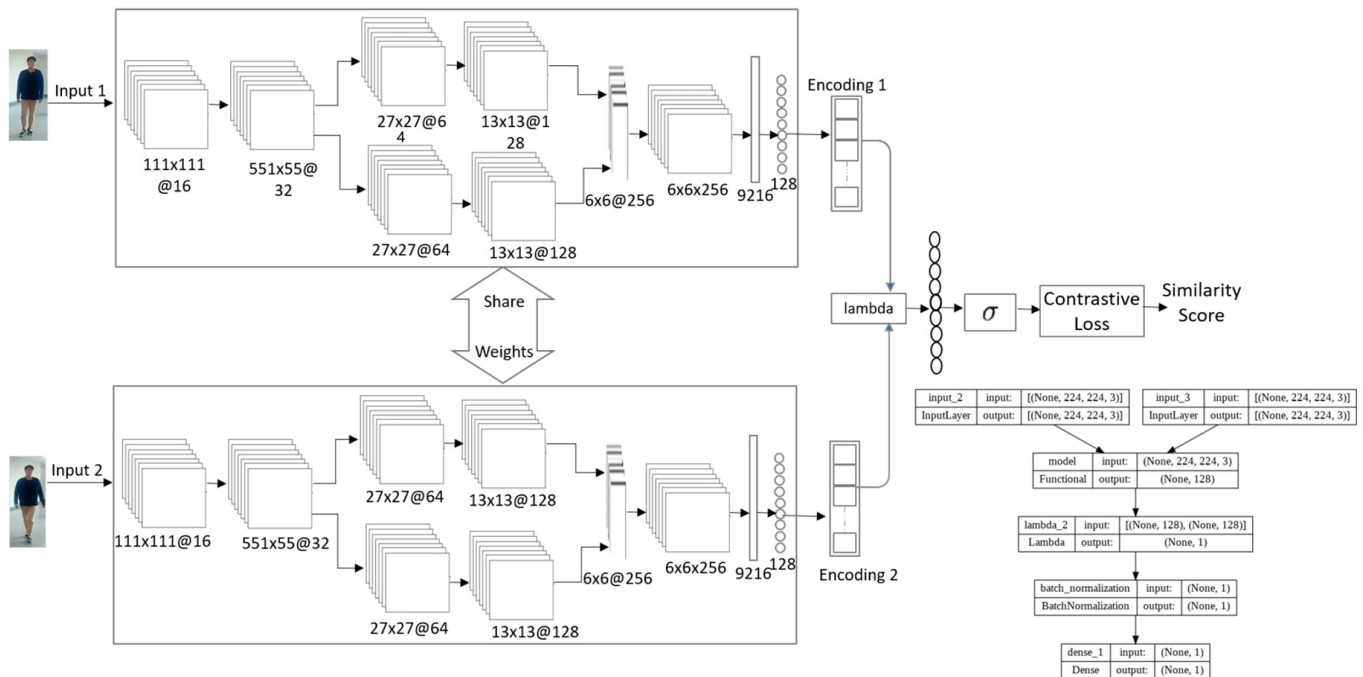 Input 1
111x111
@16
551x55@
32
27x27@6
4
13x13@1
28
27x27@64
13x13@128
6x6@256
6x6x256
9216
128
Encoding 1
Share
Weights
lambda
σ
Contrastive
Loss
Similarity
Score
Input 2
111x111@16
551x55@32
27x27@64
13x13@128
27x27@64
13x13@128
6x6@256
6x6x256
9216
128
Encoding 2
input_2 input: [(None, 224, 224, 3)]
InputLayer output: [(None, 224, 224, 3)]
input_3 input: [(None, 224, 224, 3)]
InputLayer output: [(None, 224, 224, 3)]
model input: (None, 224, 224, 3)
Functional output: (None, 128)
lambda_2 input: [(None, 128), (None, 128)]
Lambda output: (None, 1)
batch_normalization input: (None, 1)
BatchNormalization output: (None, 1)
dense_1 input: (None, 1)
Dense output: (None, 1)